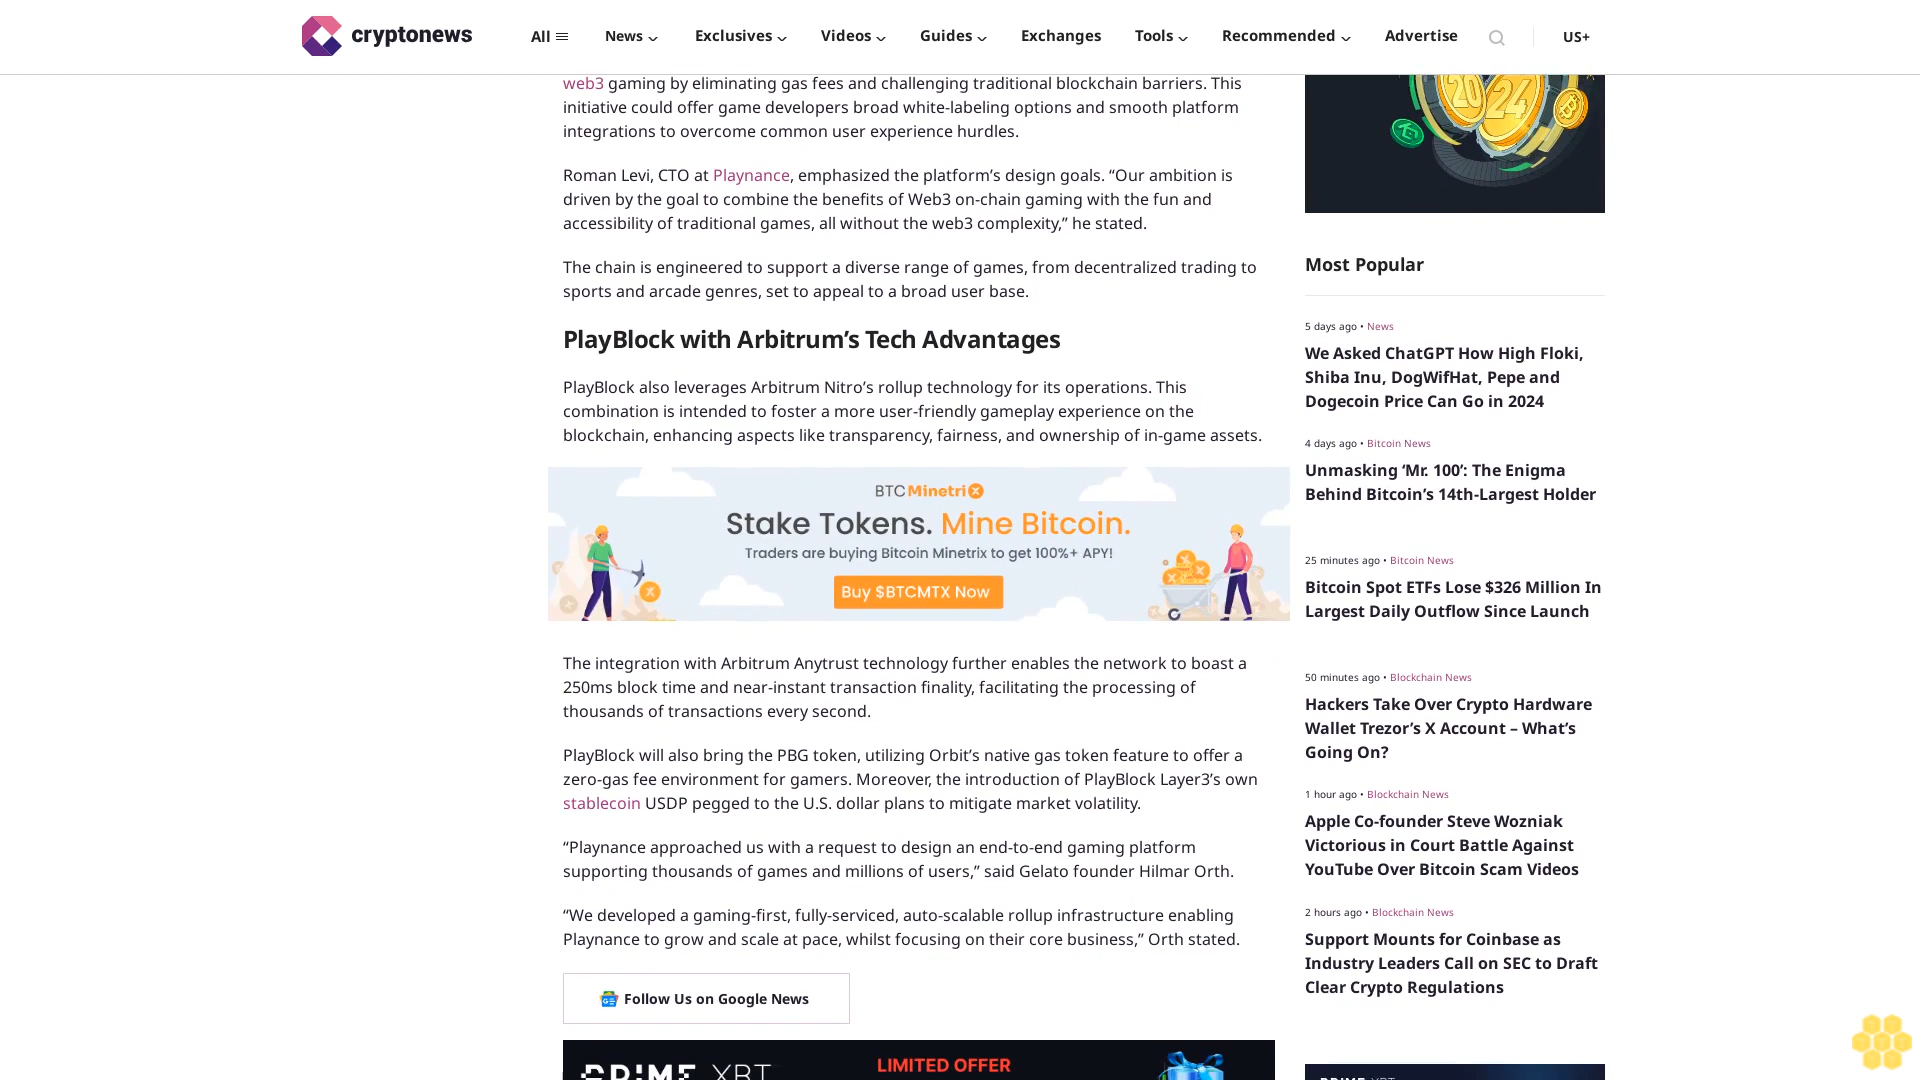 cryptonews
All
News
Exclusives
Videos
Guides
Exchanges
Tools
Recommended
Advertise
US+
web3 gaming by eliminating gas fees and challenging traditional blockchain barriers. This
initiative could offer game developers broad white-labeling options and smooth platform
integrations to overcome common user experience hurdles.
Roman Levi, CTO at Playnance, emphasized the platform’s design goals. “Our ambition is
driven by the goal to combine the benefits of Web3 on-chain gaming with the fun and
accessibility of traditional games, all without the web3 complexity,” he stated.
The chain is engineered to support a diverse range of games, from decentralized trading to
sports and arcade genres, set to appeal to a broad user base.
PlayBlock with Arbitrum’s Tech Advantages
PlayBlock also leverages Arbitrum Nitro’s rollup technology for its operations. This
combination is intended to foster a more user-friendly gameplay experience on the
blockchain, enhancing aspects like transparency, fairness, and ownership of in-game assets.
BTC Minetrix
Stake Tokens. Mine Bitcoin.
Traders are buying Bitcoin Minetrix to get 100%+ APY!
Buy $BTCMTX Now
The integration with Arbitrum Anytrust technology further enables the network to boast a
250ms block time and near-instant transaction finality, facilitating the processing of
thousands of transactions every second.
PlayBlock will also bring the PBG token, utilizing Orbit’s native gas token feature to offer a
zero-gas fee environment for gamers. Moreover, the introduction of PlayBlock Layer3’s own
stablecoin USDP pegged to the U.S. dollar plans to mitigate market volatility.
“Playnance approached us with a request to design an end-to-end gaming platform
supporting thousands of games and millions of users,” said Gelato founder Hilmar Orth.
“We developed a gaming-first, fully-serviced, auto-scalable rollup infrastructure enabling
Playnance to grow and scale at pace, whilst focusing on their core business,” Orth stated.
Follow Us on Google News
PRIME XBT
LIMITED OFFER
2024
Most Popular
5 days ago • News
We Asked ChatGPT How High Floki,
Shiba Inu, DogWifHat, Pepe and
Dogecoin Price Can Go in 2024
4 days ago • Bitcoin News
Unmasking ‘Mr. 100’: The Enigma
Behind Bitcoin’s 14th-Largest Holder
25 minutes ago • Bitcoin News
Bitcoin Spot ETFs Lose $326 Million In
Largest Daily Outflow Since Launch
50 minutes ago • Blockchain News
Hackers Take Over Crypto Hardware
Wallet Trezor’s X Account – What’s
Going On?
1 hour ago • Blockchain News
Apple Co-founder Steve Wozniak
Victorious in Court Battle Against
YouTube Over Bitcoin Scam Videos
2 hours ago • Blockchain News
Support Mounts for Coinbase as
Industry Leaders Call on SEC to Draft
Clear Crypto Regulations
PRIME XBT